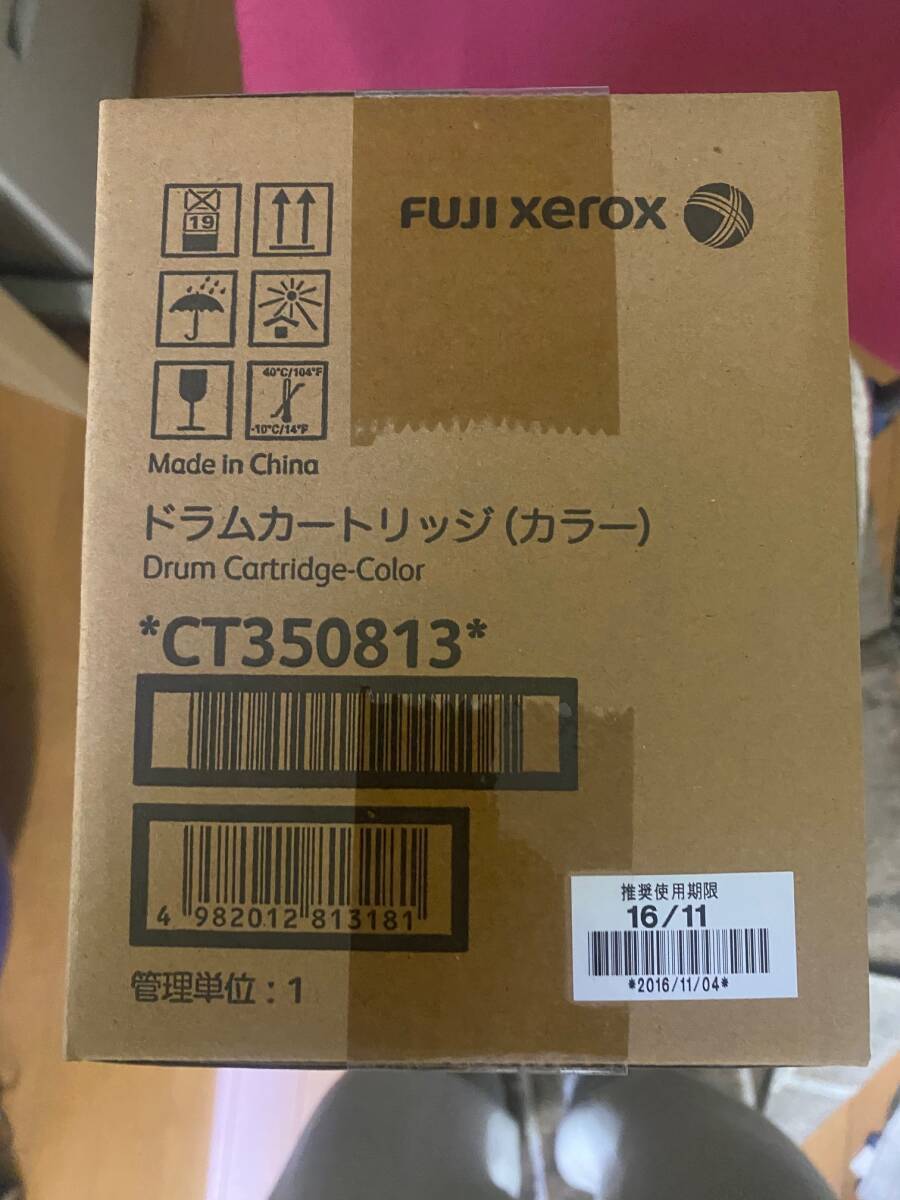 FUJI xerox
19
40°C/104°F
-10°C/14°F
Made in China
ドラムカートリッジ(カラー)
Drum Cartridge-Color
*CT350813*
4 982012 813181
管理単位：1
推奨使用期限
16/11
*2016/11/04*